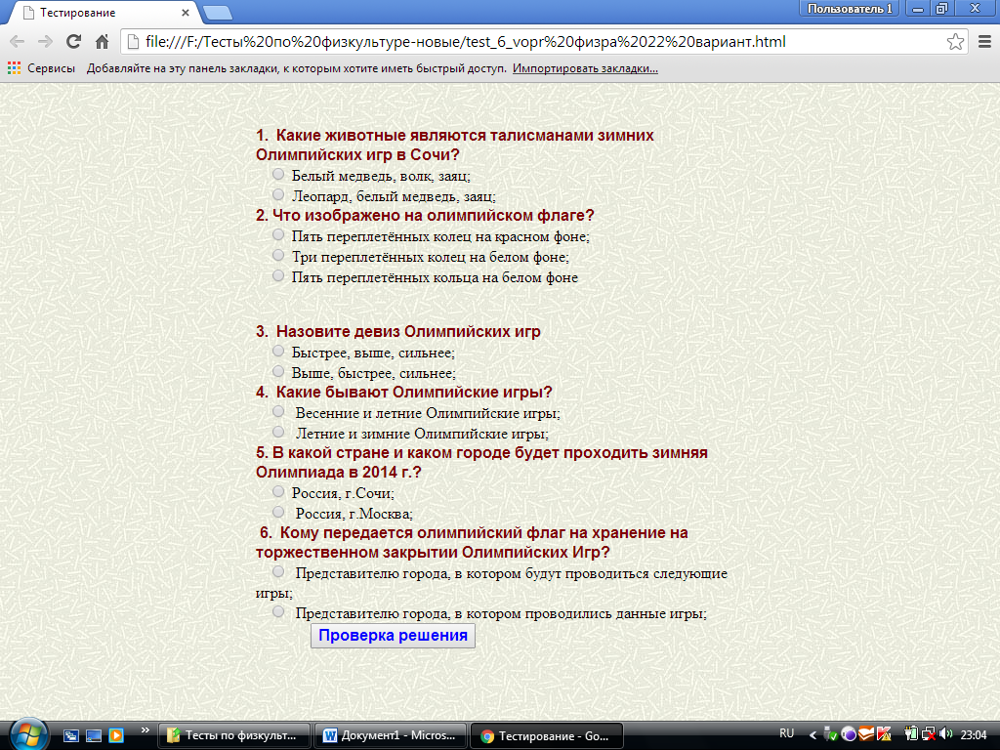 Тестирование
Пользователь 1
file:///F:/Тесты%20по%20физкультуре-новые/test_6_vopr%20физра%2022%20вариант.html
Сервисы Добавляйте на эту панель закладки, к которым хотите иметь быстрый доступ. Импортировать закладки...
1. Какие животные являются талисманами зимних
Олимпийских игр в Сочи?
Белый медведь, волк, заяц;
Леопард, белый медведь, заяц;
2. Что изображено на олимпийском флаге?
Пять переплетённых колец на красном фоне;
Три переплетённых колец на белом фоне;
Пять переплетённых кольца на белом фоне
3. Назовите девиз Олимпийских игр
Быстрее, выше, сильнее;
Выше, быстрее, сильнее;
4. Какие бывают Олимпийские игры?
Весенние и летние Олимпийские игры;
Летние и зимние Олимпийские игры;
5. В какой стране и каком городе будет проходить зимняя
Олимпиада в 2014 г.?
Россия, г.Сочи;
Россия, г.Москва;
6. Кому передается олимпийский флаг на хранение на
торжественном закрытии Олимпийских Игр?
Представителю города, в котором будут проводиться следующие
игры;
Представителю города, в котором проводились данные игры;
Проверка решения
Тесты по физкульт... Документ1 - Micros... Тестирование - Go... RU 23:04